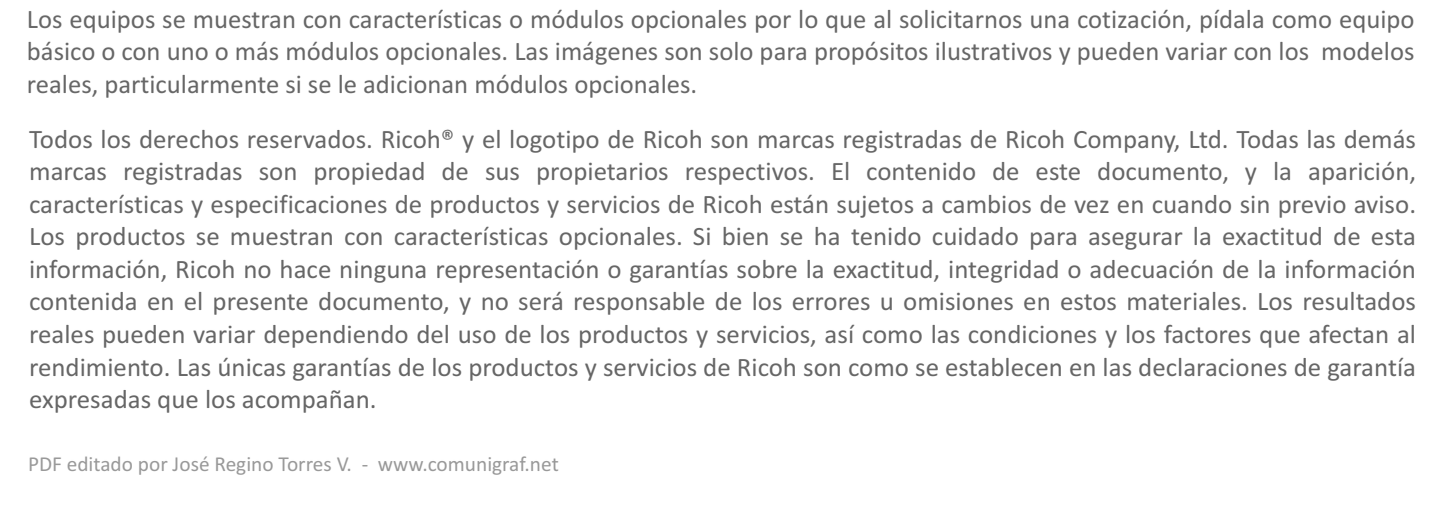 Los equipos se muestran con características o módulos opcionales por lo que al solicitarnos una cotización, pídala como equipo
básico o con uno o más módulos opcionales. Las imágenes son solo para propósitos ilustrativos y pueden variar con los modelos
reales, particularmente si se le adicionan módulos opcionales.
Todos los derechos reservados. Ricoh® y el logotipo de Ricoh son marcas registradas de Ricoh Company, Ltd. Todas las demás
marcas registradas son propiedad de sus propietarios respectivos. El contenido de este documento, y la aparición,
características y especificaciones de productos y servicios de Ricoh están sujetos a cambios de vez en cuando sin previo aviso.
Los productos se muestran con características opcionales. Si bien se ha tenido cuidado para asegurar la exactitud de esta
información, Ricoh no hace ninguna representación o garantías sobre la exactitud, integridad o adecuación de la información
contenida en el presente documento, y no será responsable de los errores u omisiones en estos materiales. Los resultados
reales pueden variar dependiendo del uso de los productos y servicios, así como las condiciones y los factores que afectan al
rendimiento. Las únicas garantías de los productos y servicios de Ricoh son como se establecen en las declaraciones de garantía
expresadas que los acompañan.
PDF editado por José Regino Torres V. - www.comunigraf.net